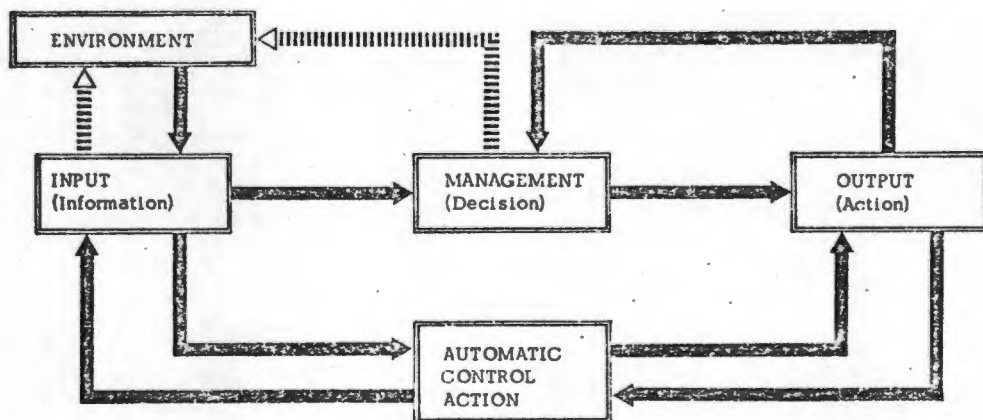 ENVIRONMENT
INPUT
(Information)
MANAGEMENT
(Decision)
OUTPUT
(Action)
AUTOMATIC
CONTROL
ACTION